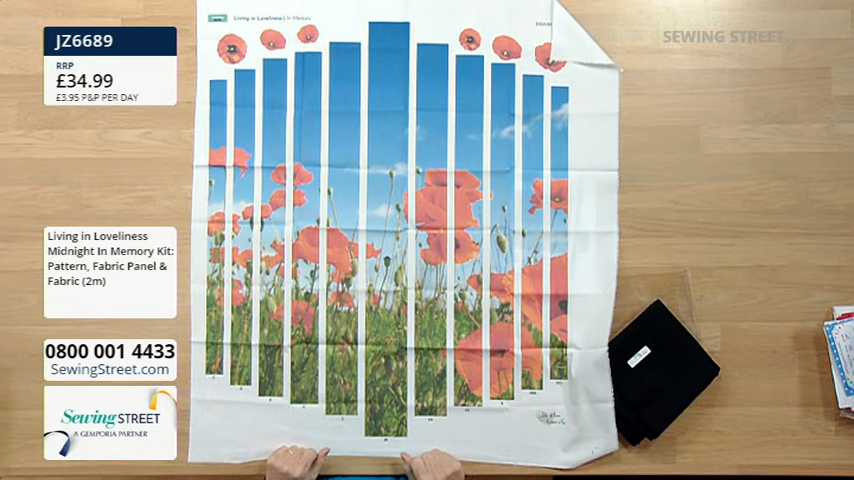 Living in Loveliness | In Memory
JZ6689
SEWING STREET
RRP
£34.99
£3.95 P&P PER DAY
Living in Loveliness
Midnight In Memory Kit:
Pattern, Fabric Panel &
Fabric (2m)
0800 001 4433
SewingStreet.com
Sewing STREET
A GEMPORIA PARTNER